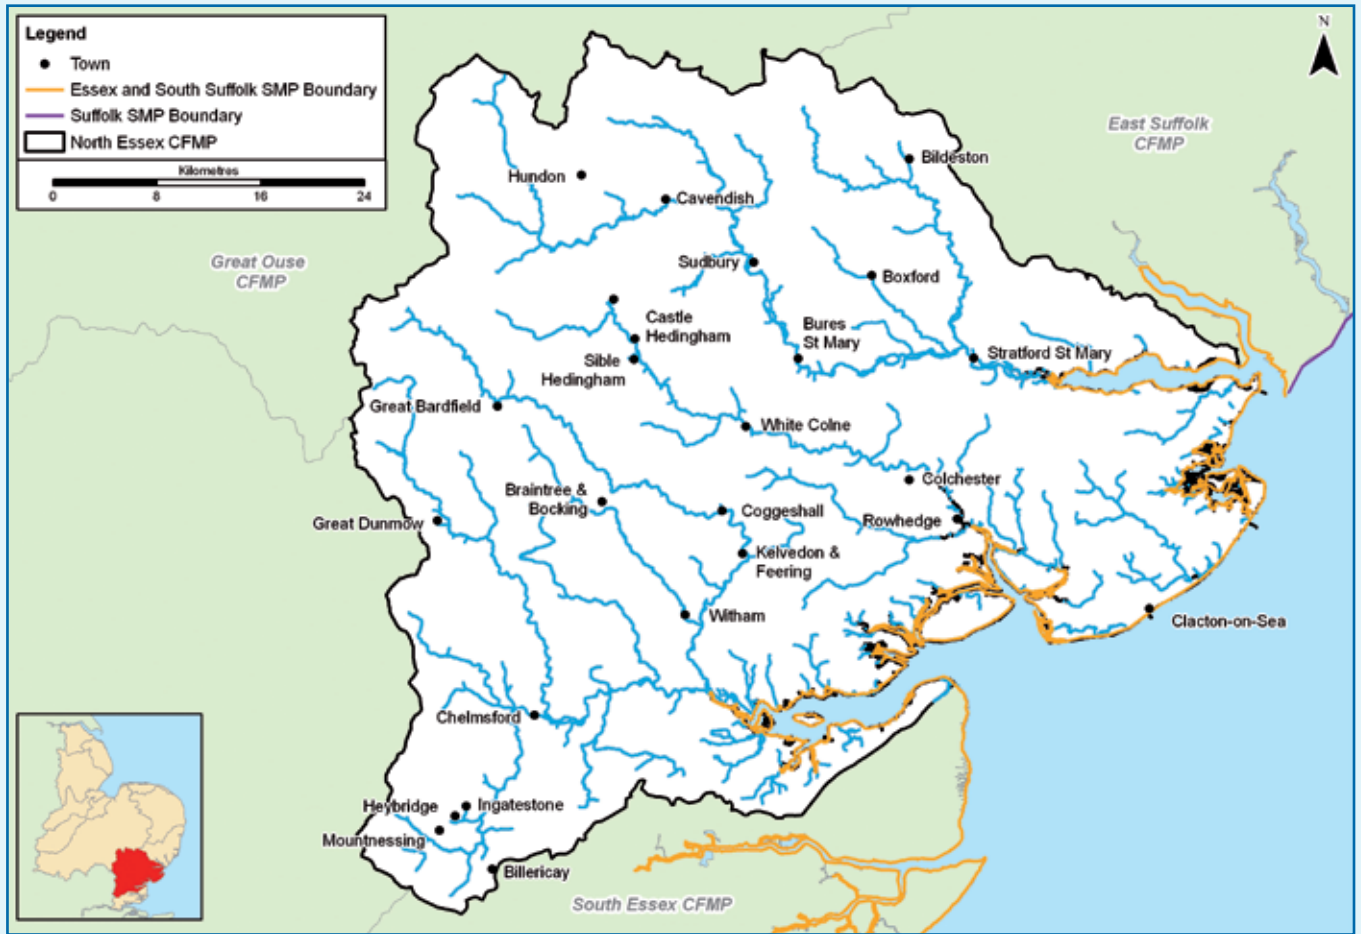 Legend
Town
Essex and South Suffolk SMP Boundary
Suffolk SMP Boundary
North Essex CFMP
Kilometres
0 8 16 24
N
East Suffolk
CFMP
Bildeston
Hundon
Cavendish
Great Ouse
CFMP
Sudbury
Boxford
Castle
Hedingham
Bures
St Mary
Sible
Hedingham
Stratford St Mary
Great Bardfield
White Colne
Colchester
Braintree &
Bocking
Coggeshall
Rowhedge
Great Dunmow
Kelvedon &
Feering
Witham
Clacton-on-Sea
Chelmsford
Heybridge
Ingatestone
Mountnessing
Billericay
South Essex CFMP